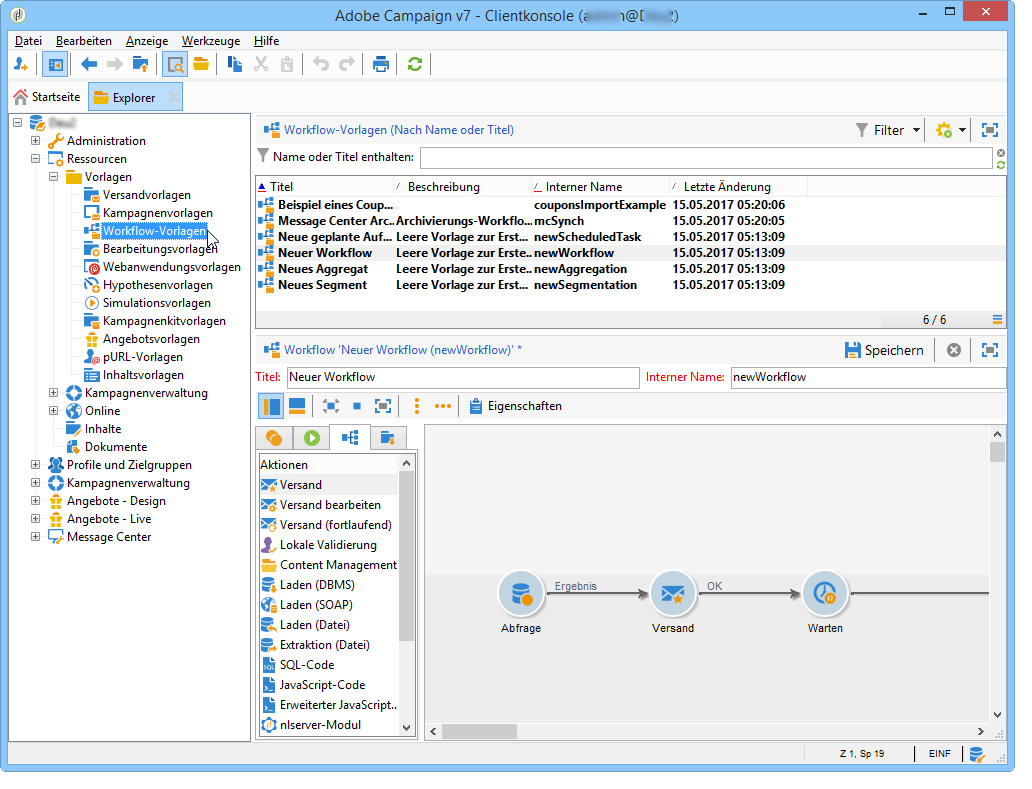 Adobe Campaign v7 - Clientkonsole
Datei Bearbeiten Anzeige Werkzeuge Hilfe
Startseite Explorer
Administration
Ressourcen
Vorlagen
Versandvorlagen
Kampagnenvorlagen
Workflow-Vorlagen
Bearbeitungsvorlagen
Webanwendungsvorlagen
Hypothesenvorlagen
Simulationsvorlagen
Kampagnenkitvorlagen
Angebotsvorlagen
pURL-Vorlagen
Inhaltsvorlagen
Kampagnenverwaltung
Online
Inhalte
Dokumente
Profile und Zielgruppen
Kampagnenverwaltung
Angebote - Design
Angebote - Live
Message Center
Workflow-Vorlagen (Nach Name oder Titel) Filter
Name oder Titel enthalten:
Titel Beschreibung Interner Name Letzte Änderung
Beispiel eines Coup... couponsImportExample 15.05.2017 05:20:06
Message Center Arc... Archivierungs-Workflo... mcSynch 15.05.2017 05:20:05
Neue geplante Auf... Leere Vorlage zur Erst... newScheduledTask 15.05.2017 05:13:09
Neuer Workflow Leere Vorlage zur Erste... newWorkflow 15.05.2017 05:13:09
Neues Aggregat Leere Vorlage zur Erste... newAggregation 15.05.2017 05:13:09
Neues Segment Leere Vorlage zur Erst... newSegmentation 15.05.2017 05:13:09
6 / 6
Workflow 'Neuer Workflow (newWorkflow)' * Speichern
Titel: Neuer Workflow Interner Name: newWorkflow
Eigenschaften
Aktionen
Versand
Versand bearbeiten
Versand (fortlaufend)
Lokale Validierung
Content Management
Laden (DBMS)
Laden (SOAP)
Laden (Datei)
Extraktion (Datei)
SQL-Code
JavaScript-Code
Erweiterter JavaScript..
nlserver-Modul
Ergebnis OK
Abfrage Versand Warten
Z 1, Sp 19 EINF